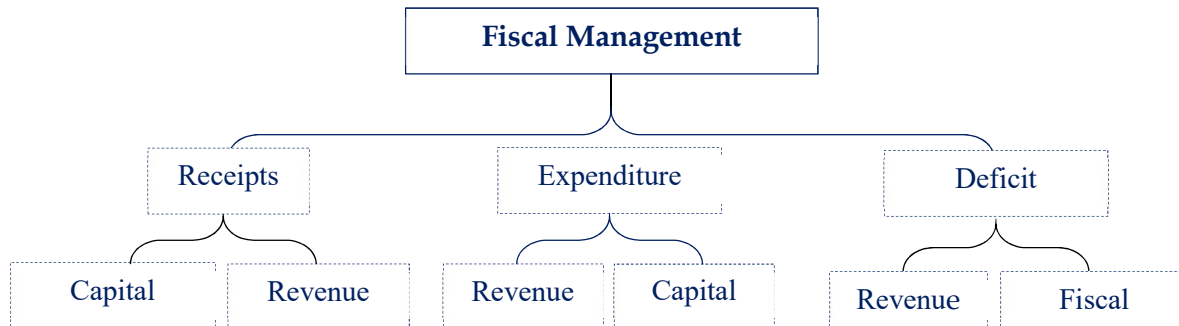 Fiscal Management
Receipts
Expenditure
Deficit
Capital
Revenue
Revenue
Capital
Revenue
Fiscal